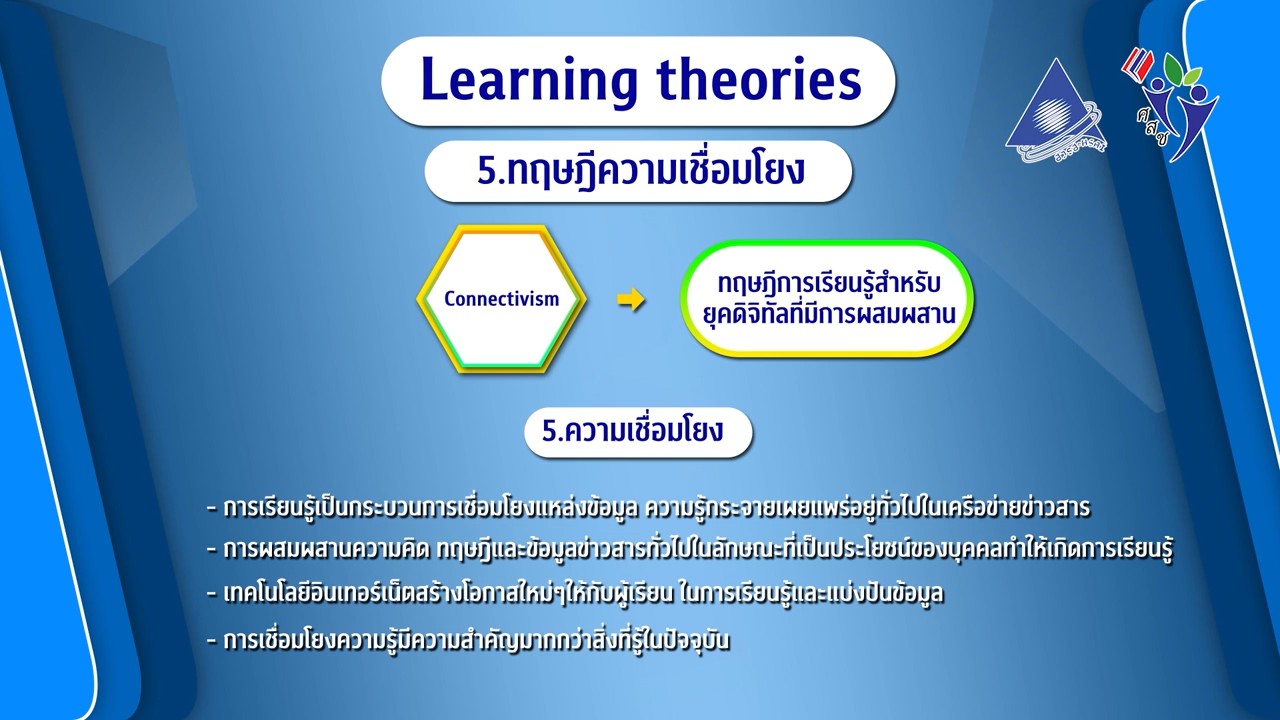 Learning theories
5.ทฤษฎีความเชื่อมโยง
Connectivism
ทฤษฎีการเรียนรู้สำหรับ
ยุคดิจิทัลที่มีการผสมผสาน
ศสช
5.ความเชื่อมโยง
- การเรียนรู้เป็นกระบวนการเชื่อมโยงแหล่งข้อมูล ความรู้กระจายเผยแพร่อยู่ทั่วไปในเครือข่ายข่าวสาร
- การผสมผสานความคิด ทฤษฎีและข้อมูลข่าวสารทั่วไปในลักษณะที่เป็นประโยชน์ของบุคคลทำให้เกิดการเรียนรู้
- เทคโนโลยีอินเทอร์เน็ตสร้างโอกาสใหม่ๆให้กับผู้เรียน ในการเรียนรู้และแบ่งปันข้อมูล
- การเชื่อมโยงความรู้มีความสำคัญมากกว่าสิ่งที่รู้ในปัจจุบัน